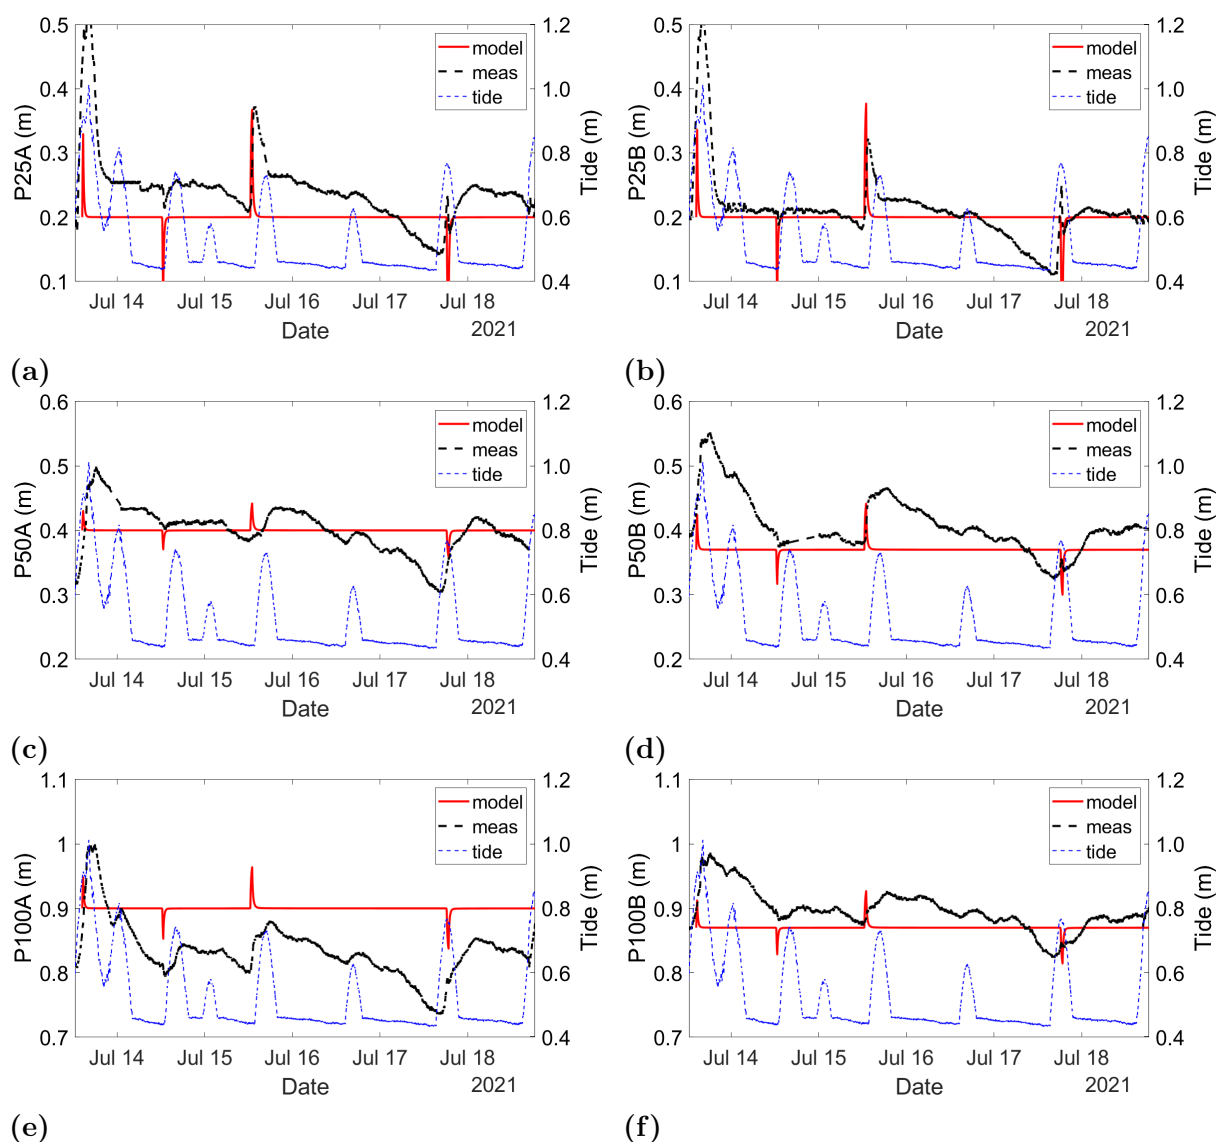 0.5
0.4
0.3
0.2
0.1
P25A (m)
1.2
1.0
0.8
0.6
0.4
Tide (m)
model
meas
tide
Jul 14 Jul 15 Jul 16 Jul 17 Jul 18
Date
2021
(a)
0.5
0.4
0.3
0.2
0.1
P25B (m)
1.2
1.0
0.8
0.6
0.4
Tide (m)
model
meas
tide
Jul 14 Jul 15 Jul 16 Jul 17 Jul 18
Date
2021
(b)
0.6
0.5
0.4
0.3
0.2
P50A (m)
1.2
1.0
0.8
0.6
0.4
Tide (m)
model
meas
tide
Jul 14 Jul 15 Jul 16 Jul 17 Jul 18
Date
2021
(c)
0.6
0.5
0.4
0.3
0.2
P50B (m)
1.2
1.0
0.8
0.6
0.4
Tide (m)
model
meas
tide
Jul 14 Jul 15 Jul 16 Jul 17 Jul 18
Date
2021
(d)
1.1
1
0.9
0.8
0.7
P100A (m)
1.2
1.0
0.8
0.6
0.4
Tide (m)
model
meas
tide
Jul 14 Jul 15 Jul 16 Jul 17 Jul 18
Date
2021
(e)
1.1
1
0.9
0.8
0.7
P100B (m)
1.2
1.0
0.8
0.6
0.4
Tide (m)
model
meas
tide
Jul 14 Jul 15 Jul 16 Jul 17 Jul 18
Date
2021
(f)